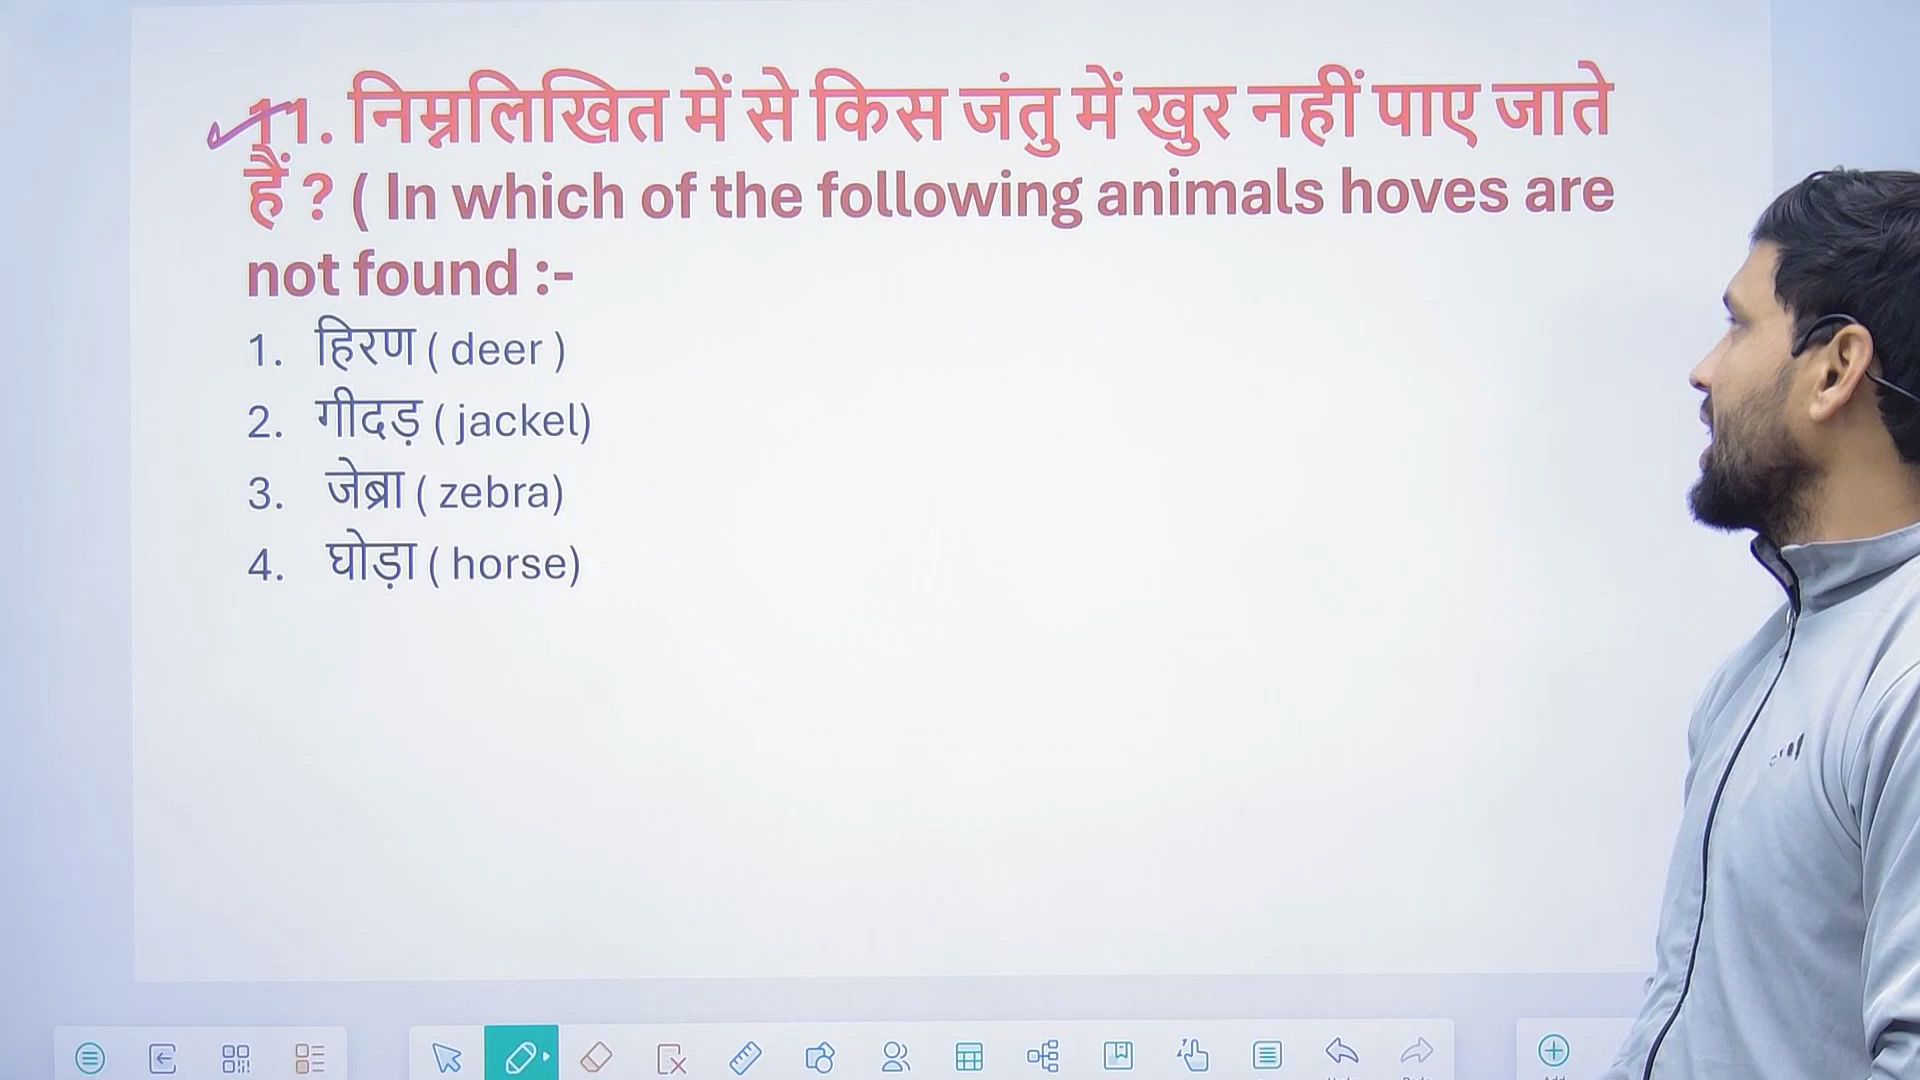 11. निम्नलिखित में से किस जंतु में खुर नहीं पाए जाते
हैं ? ( In which of the following animals hoves are
not found :-
1. हिरण ( deer )
2. गीदड़ ( jackel)
3. जेब्रा ( zebra)
4. घोड़ा ( horse)